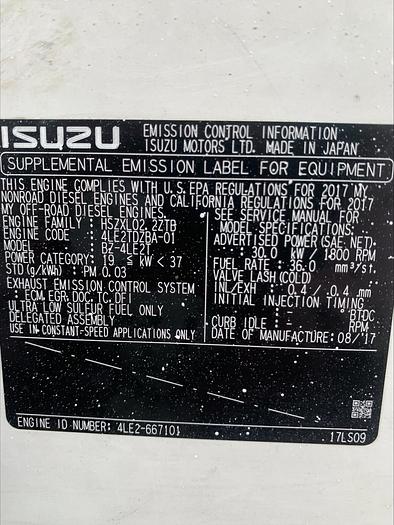 ISUZU
EMISSION CONTROL INFORMATION
ISUZU MOTORS LTD. MADE IN JAPAN
SUPPLEMENTAL EMISSION LABEL FOR EQUIPMENT
THIS ENGINE COMPLIES WITH U.S.EPA REGULATIONS FOR 2017 MY
NONROAD DIESEL ENGINES AND CALIFORNIA REGULATIONS FOR 2017
MY OFF-ROAD DIESEL ENGINES.
ENGINE FAMILY : HSZXL02.2ZTB
ENGINE CODE : 4LE2TDZBA-01
MODEL : BZ-4LE2T
POWER CATEGORY : 19 ≤ kW < 37
STD(g/kWh) : PM 0.03
EXHAUST EMISSION CONTROL SYSTEM
: ECM, EGR, DOC, TC, DFI
ULTRA LOW SULFUR FUEL ONLY
DELEGATED ASSEMBLY
USE IN CONSTANT-SPEED APPLICATIONS ONLY
SEE SERVICE MANUAL FOR
MODEL SPECIFICATIONS.
ADVERTISED POWER(SAE NET)
: 30.0 kW / 1800 RPM
FUEL RATE : 36.0 mm³/st.
VALVE LASH (COLD)
INL/EXH : 0.4 / 0.4 mm
INITIAL INJECTION TIMING
: - °BTDC
CURB IDLE : - RPM
DATE OF MANUFACTURE: 08/'17
ENGINE ID NUMBER: 4LE2-667101
17LS09